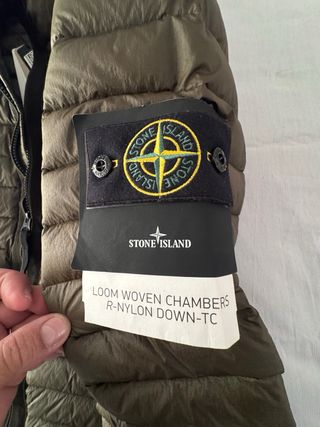 STONE ISLAND
STONE ISLAND
STONE ISLAND
LOOM WOVEN CHAMBERS
R-NYLON DOWN-TC